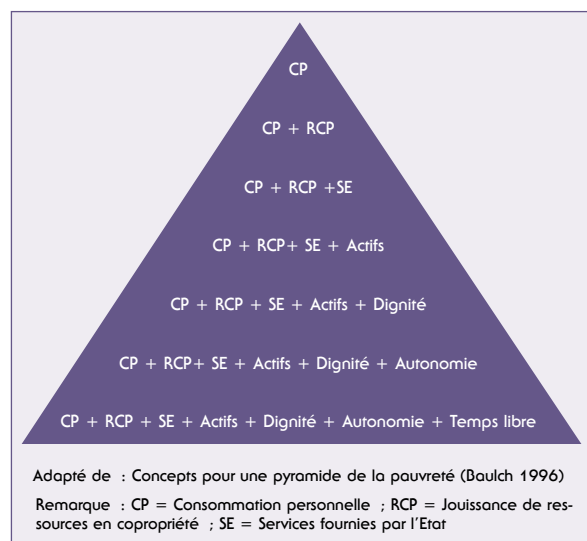 CP
CP + RCP
CP + RCP +SE
CP + RCP+ SE + Actifs
CP + RCP + SE + Actifs + Dignité
CP + RCP+ SE + Actifs + Dignité + Autonomie
CP + RCP + SE + Actifs + Dignité + Autonomie + Temps libre
Adapté de : Concepts pour une pyramide de la pauvreté (Baulch 1996)
Remarque : CP = Consommation personnelle ; RCP = Jouissance de res-
sources en copropriété ; SE = Services fournies par l'Etat